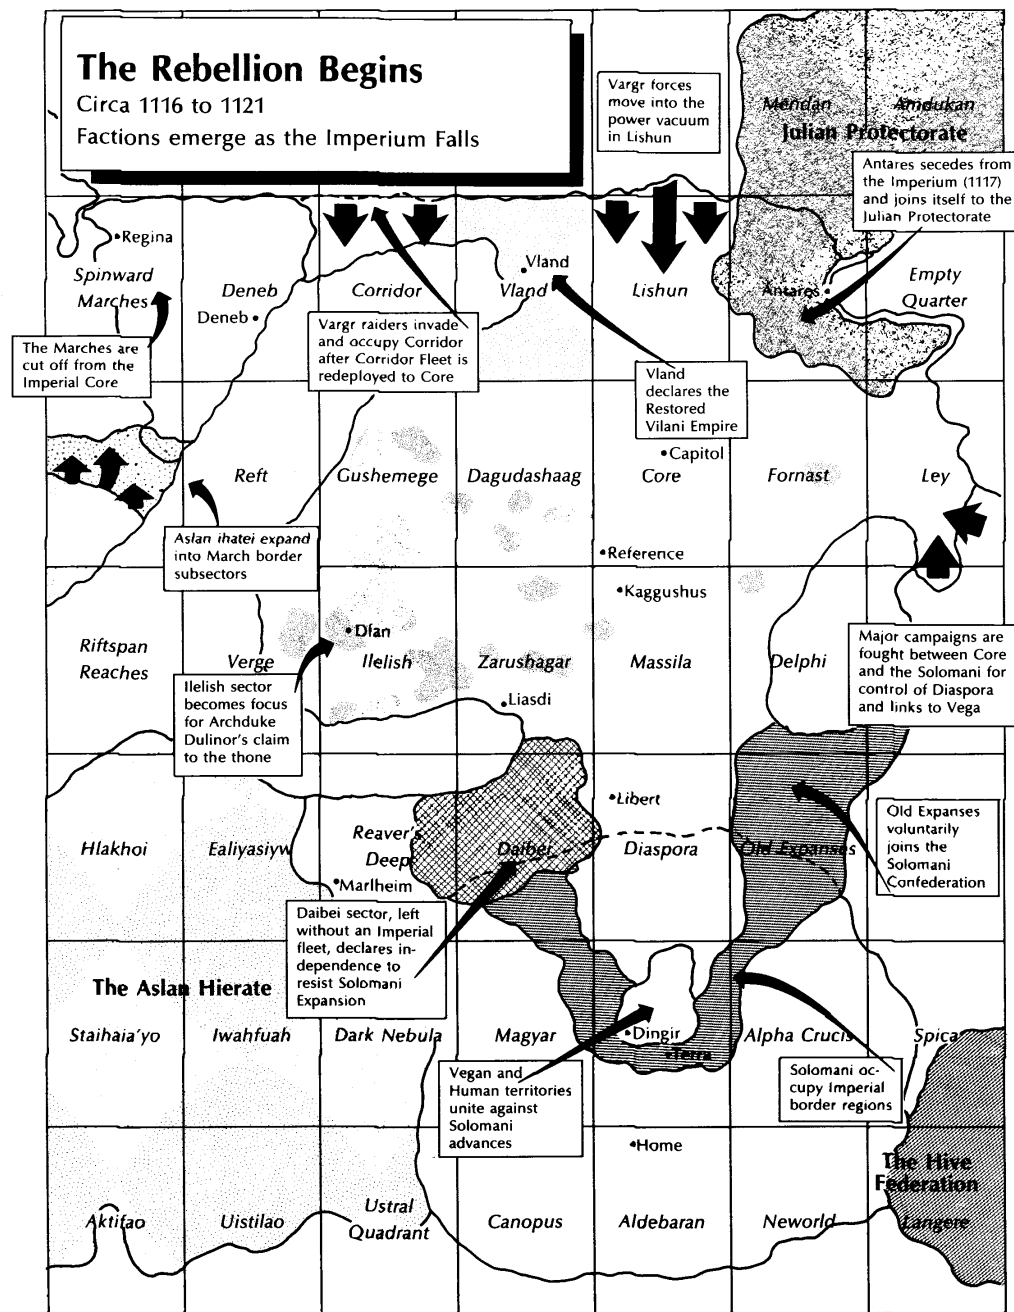 The Rebellion Begins
Circa 1116 to 1121
Factions emerge as the Imperium Falls
Vargr forces
move into the
power vacuum
in Lishun
Mendan
Amdukan
Julian Protectorate
Antares secedes from
the Imperium (1117)
and joins itself to the
Julian Protectorate
Regina
Spinward
Marches
Deneb
Deneb
Corridor
Vland
Vland
Lishun
Antares
Empty
Quarter
The Marches are
cut off from the
Imperial Core
Vargr raiders invade
and occupy Corridor
after Corridor Fleet is
redeployed to Core
Vland
declares the
Restored
Vilani Empire
Capitol
Reft
Gushemege
Dagudashaag
Core
Fornast
Ley
Aslan ihatei expand
into March border
subsectors
Reference
Kaggushus
Riftspan
Reaches
Verge
Dlan
Ilelish
Zarushagar
Massila
Delphi
Liasdi
Major campaigns are
fought between Core
and the Solomani for
control of Diaspora
and links to Vega
Ilelish sector
becomes focus
for Archduke
Dulinor's claim
to the thone
Libert
Hlakhoi
Ealiyasiyw
Reaver's
Deep
Daibei
Diaspora
Old Expanses
Marlheim
Old Expanses
voluntarily
joins the
Solomani
Confederation
Daibei sector, left
without an Imperial
fleet, declares in-
dependence to
resist Solomani
Expansion
The Aslan Hierate
Staihaia'yo
Iwahfuah
Dark Nebula
Magyar
Dingir
Terra
Alpha Crucis
Spica
Vegan and
Human territories
unite against
Solomani
advances
Solomani oc-
cupy Imperial
border regions
Home
The Hive
Federation
Aktifao
Uistilao
Ustral
Quadrant
Canopus
Aldebaran
Neworld
Langere